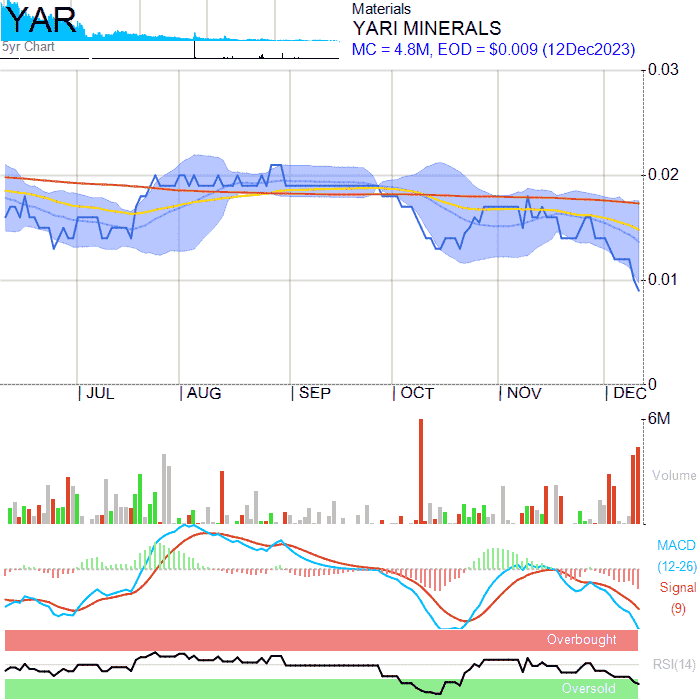 YAR
5yr Chart
Materials
YARI MINERALS
MC = 4.8M, EOD = $0.009 (12Dec2023)
0.03
0.02
0.01
0
JUL AUG SEP OCT NOV DEC
6M
Volume
MACD
(12-26)
Signal
(9)
Overbought
RSI(14)
Oversold